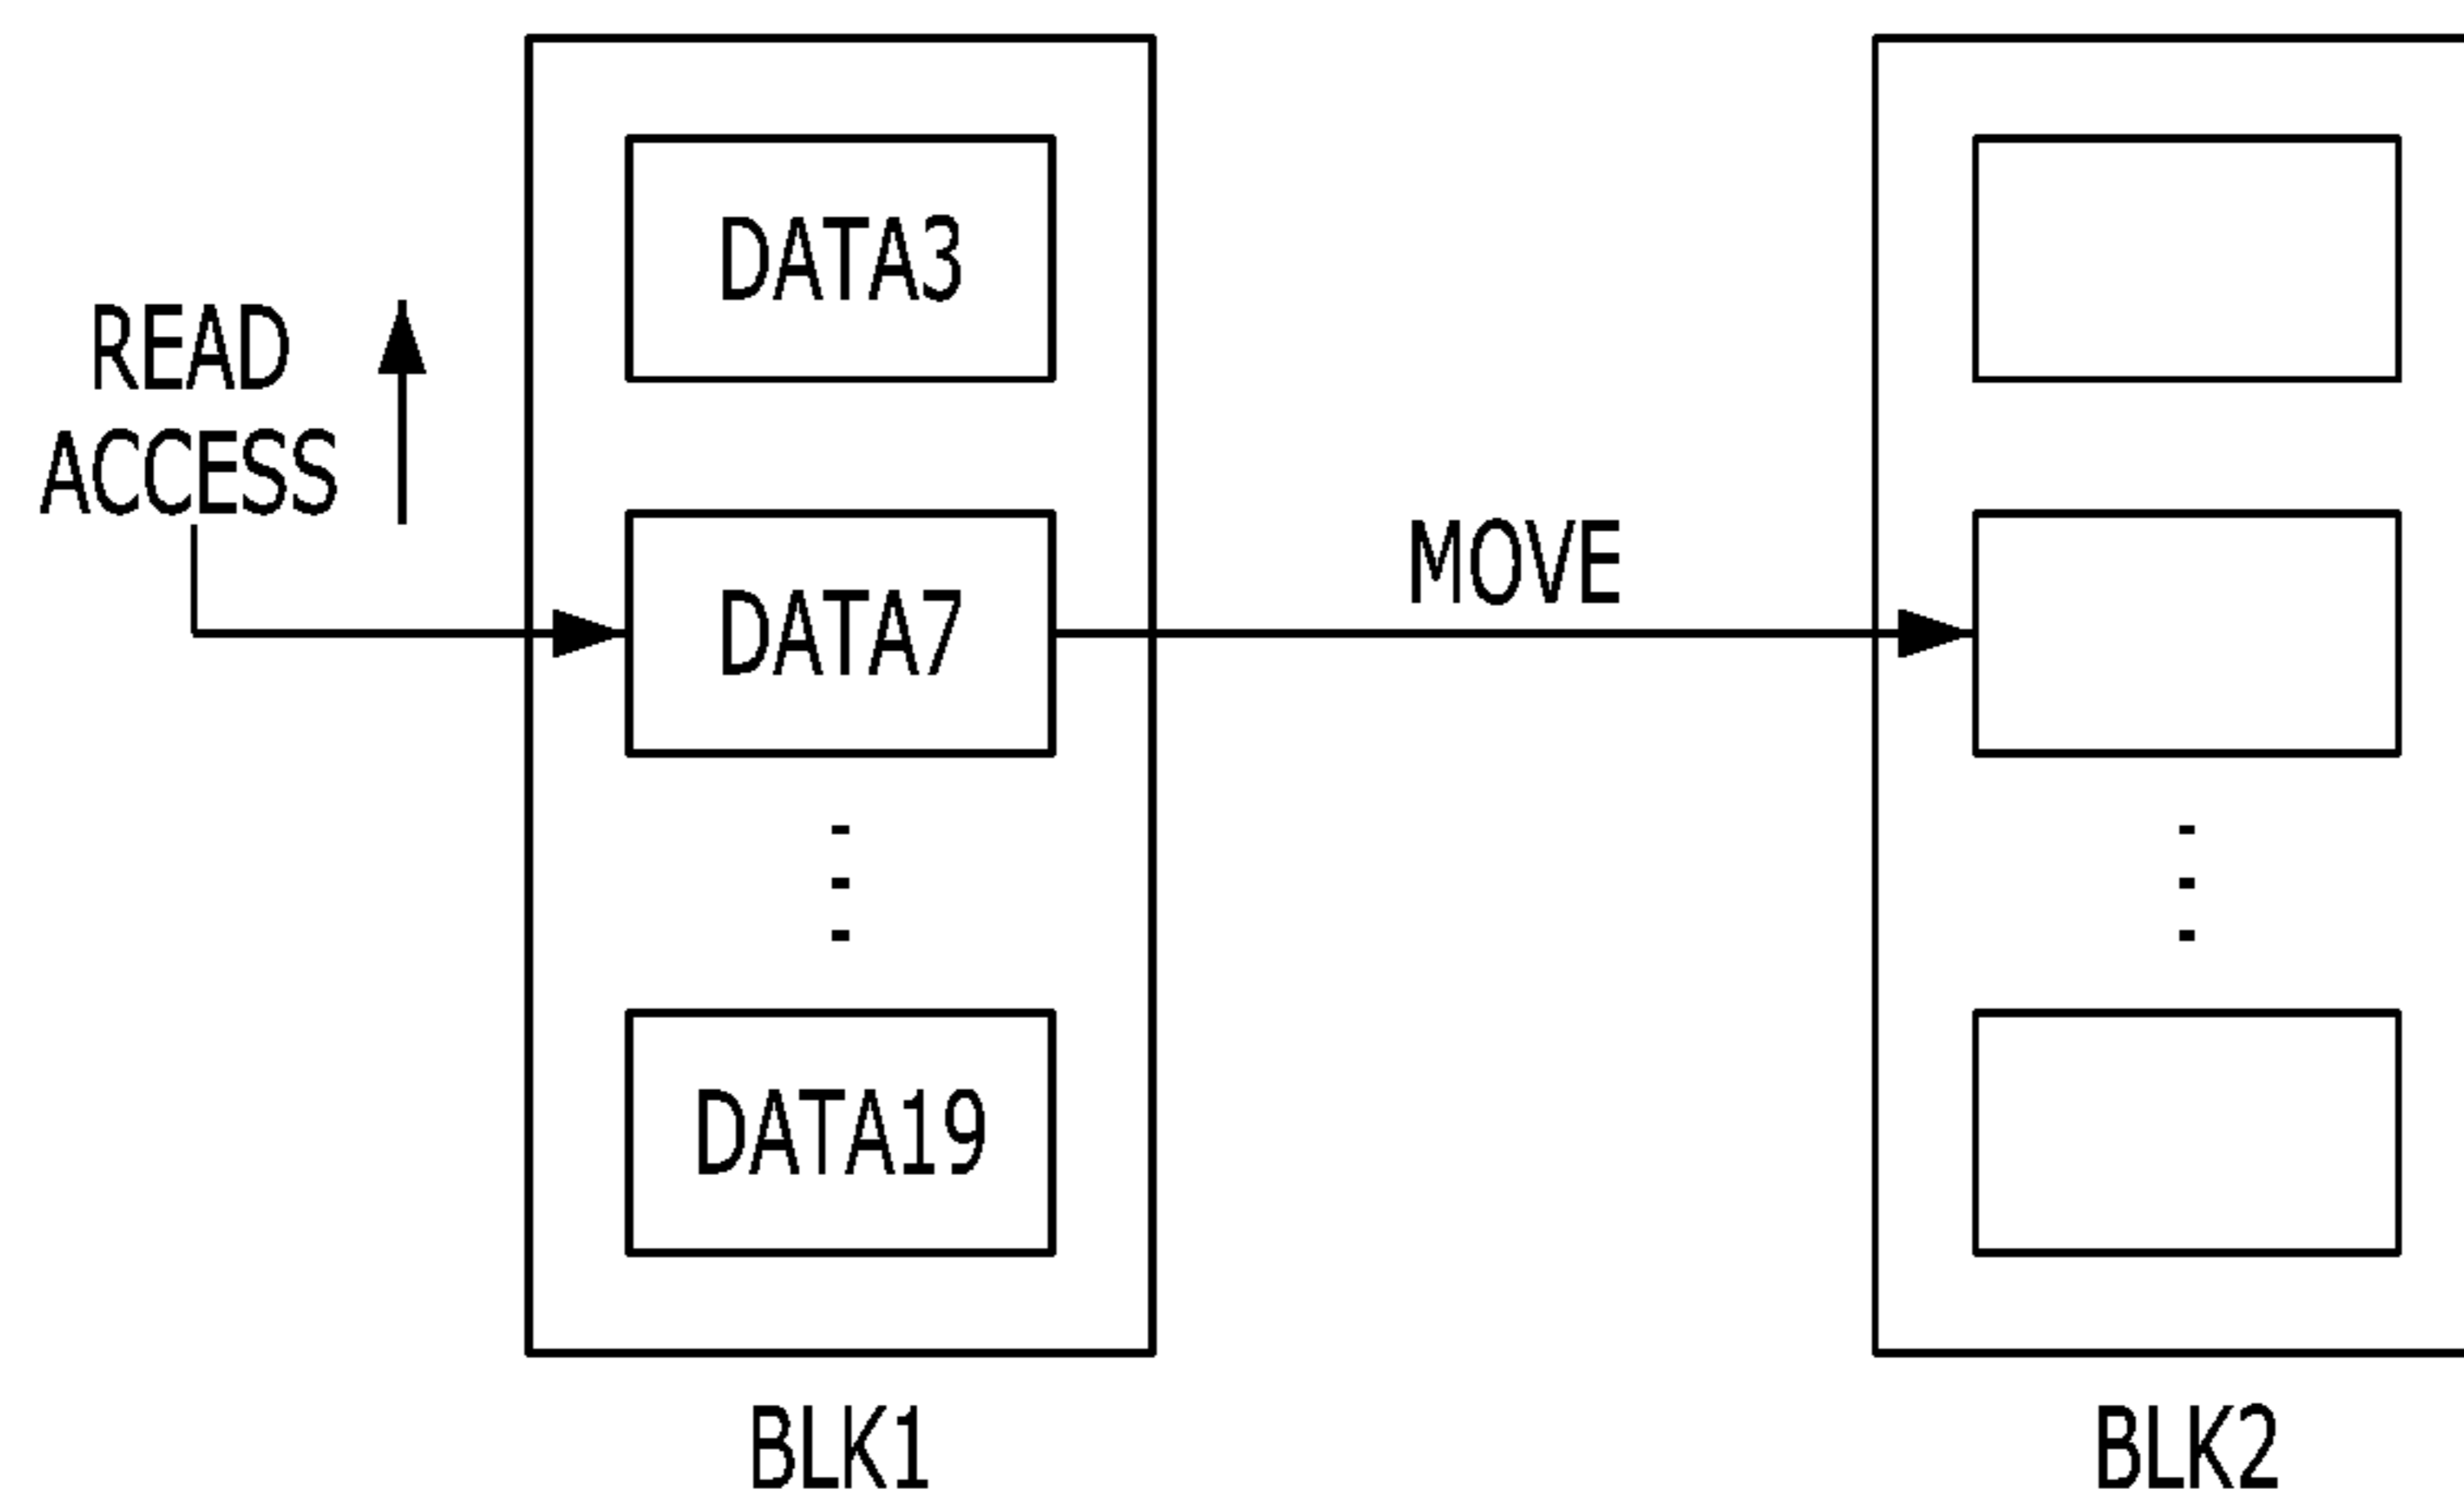 READ
ACCESS
DATA3
DATA7
DATA19
BLK1
MOVE
BLK2